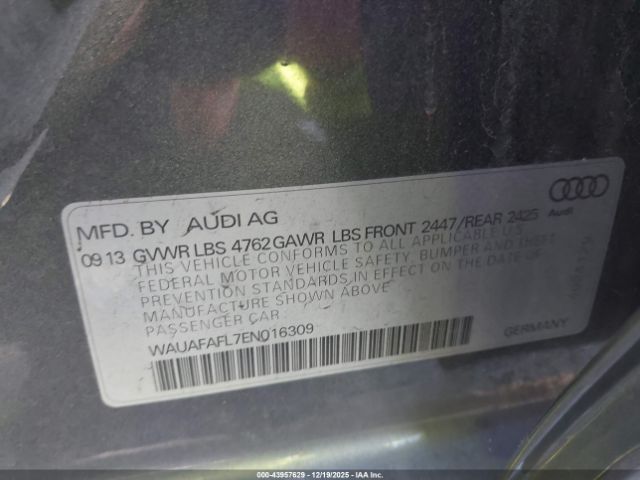 MFD. BY AUDI AG
09 13 GVWR LBS 4762 GAWR LBS FRONT 2447/REAR 2425
THIS VEHICLE CONFORMS TO ALL APPLICABLE US
FEDERAL MOTOR VEHICLE SAFETY, BUMPER AND THEFT
PREVENTION STANDARDS IN EFFECT ON THE DATE OF
MANUFACTURE SHOWN ABOVE
PASSENGER CAR
WAUAFAFL7EN016309
GERMANY
Audi
00-43957629 - 12/19/2025 - IAA Inc.